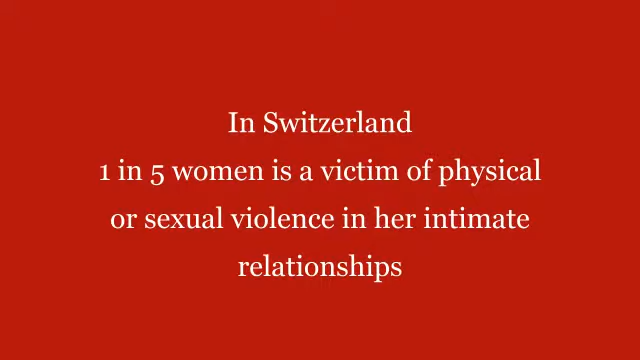 In Switzerland
1 in 5 women is a victim of physical
or sexual violence in her intimate
relationships